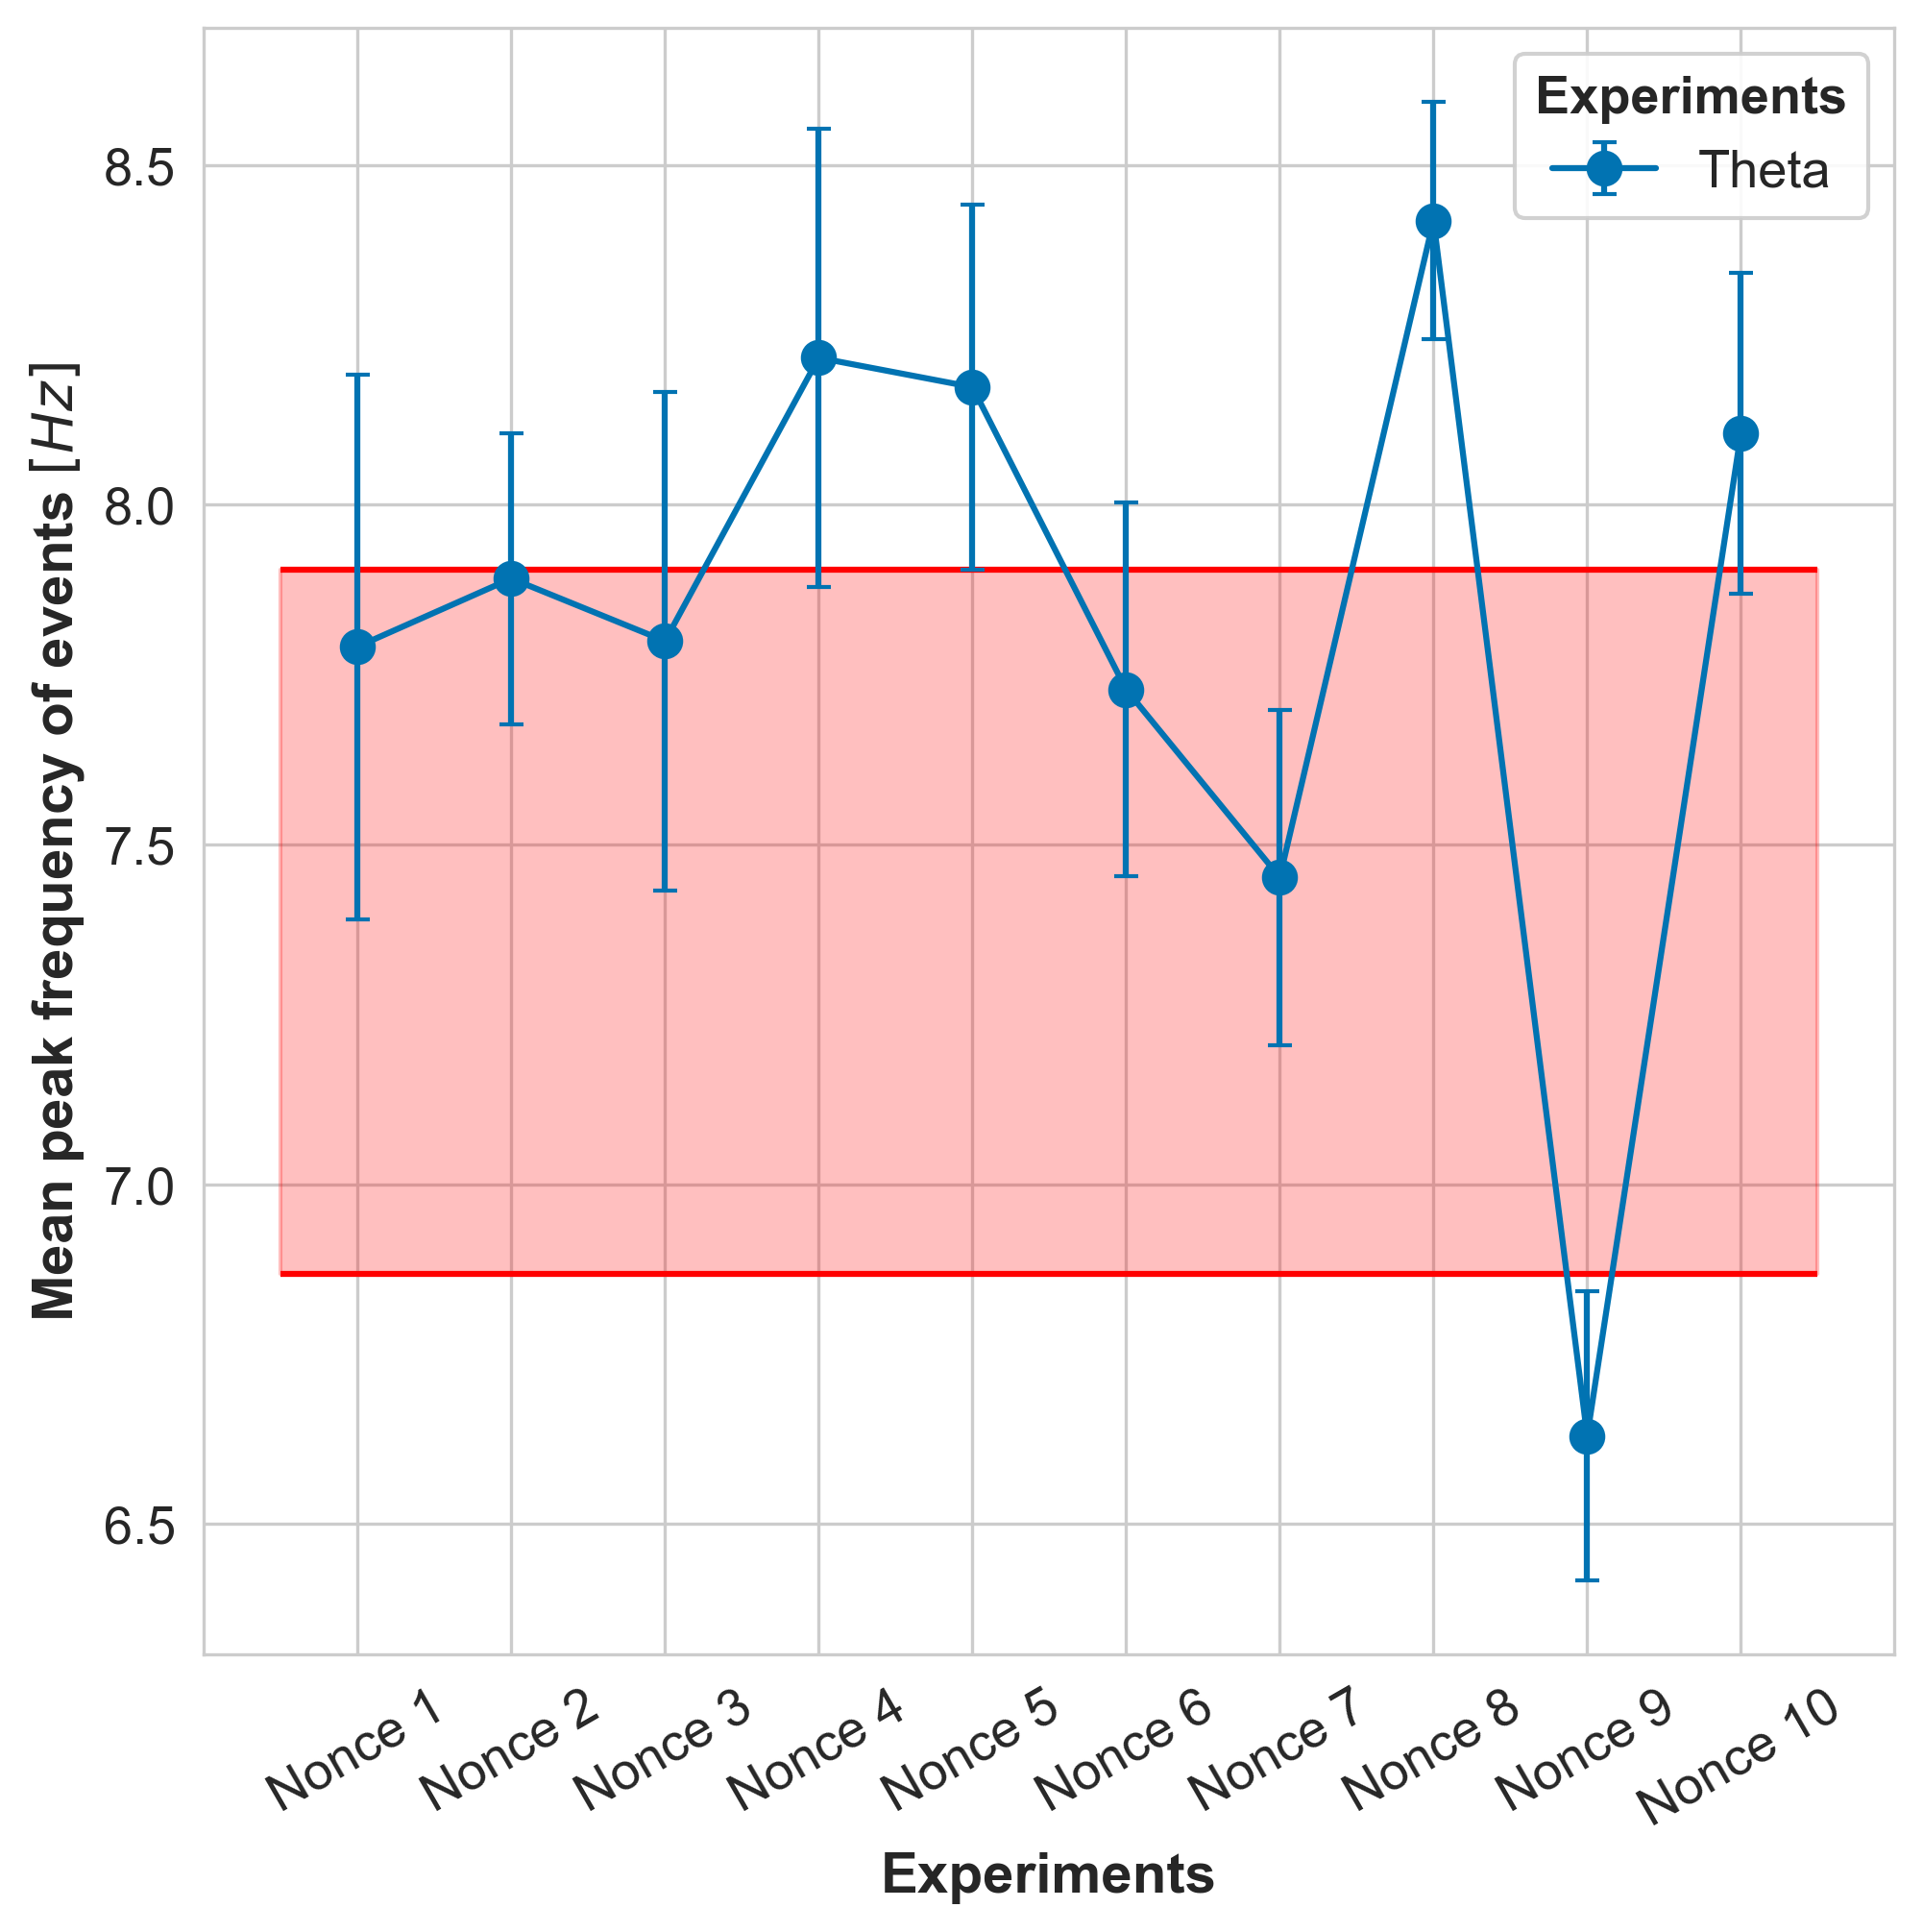 Experiments
Theta
8.5
8.0
7.5
7.0
6.5
Mean peak frequency of events [Hz]
Nonce 1
Nonce 2
Nonce 3
Nonce 4
Nonce 5
Nonce 6
Nonce 7
Nonce 8
Nonce 9
Nonce 10
Experiments